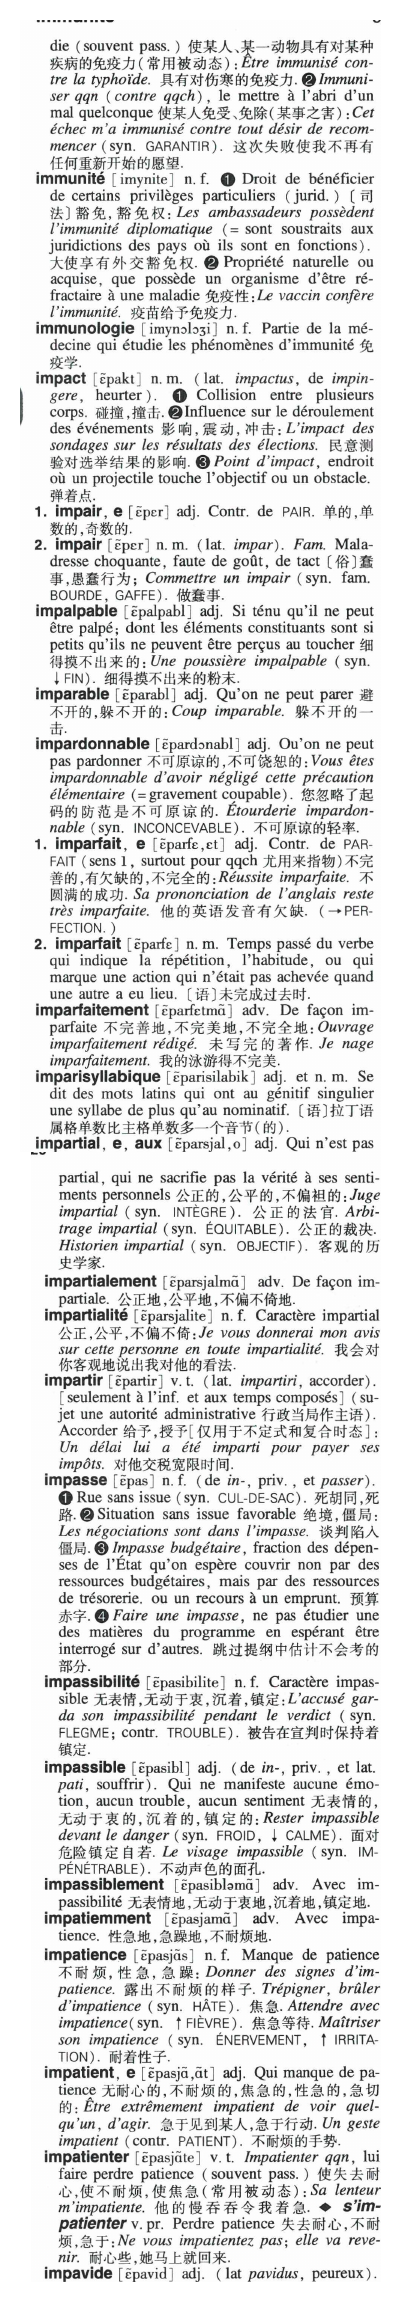 die (souvent pass. ) 使某人、某一动物具有对某种
疾病的免疫力(常用被动态) : Être immunisé con-
tre la typhoïde. 具有对伤寒的免疫力. ❷ Immuni-
ser qqn (contre qqch) , le mettre à l'abri d'un
mal quelconque 使某人免受、免除(某事之害) : Cet
échec m'a immunisé contre tout désir de recom-
mencer (syn. GARANTIR) . 这次失败使我不再有
任何重新开始的愿望.
immunité [imynite] n. f. ❶ Droit de bénéficier
de certains privilèges particuliers (jurid. ) 〔司
法〕豁免, 豁免权: Les ambassadeurs possèdent
l'immunité diplomatique (= sont soustraits aux
juridictions des pays où ils sont en fonctions) .
大使享有外交豁免权. ❷ Propriété naturelle ou
acquise, que possède un organisme d'être ré-
fractaire à une maladie 免疫性: Le vaccin confère
l'immunité. 疫苗给予免疫力.
immunologie [imynɔlɔʒi] n. f. Partie de la mé-
decine qui étudie les phénomènes d'immunité 免
疫学.
impact [ɛ̃pakt] n. m. (lat. impactus, de impin-
gere, heurter) . ❶ Collision entre plusieurs
corps. 碰撞,撞击. ❷ Influence sur le déroulement
des événements 影响,震动, 冲击: L'impact des
sondages sur les résultats des élections. 民意测
验对选举结果的影响. ❸ Point d'impact, endroit
où un projectile touche l'objectif ou un obstacle.
弹着点.
1. impair, e [ɛ̃pɛr] adj. Contr. de PAIR. 单的,单
数的,奇数的.
2. impair [ɛ̃pɛr] n. m. (lat. impar) . Fam. Mala-
dresse choquante, faute de goût, de tact 〔俗〕蠢
事,愚蠢行为; Commettre un impair (syn. fam.
BOURDE, GAFFE) . 做蠢事.
impalpable [ɛ̃palpabl] adj. Si ténu qu'il ne peut
être palpé; dont les éléments constituants sont si
petits qu'ils ne peuvent être perçus au toucher 细
得摸不出来的: Une poussière impalpable (syn.
↓ FIN) . 细得摸不出来的粉末.
imparable [ɛ̃parabl] adj. Qu'on ne peut parer 避
不开的,躲不开的: Coup imparable. 躲不开的一
击.
impardonnable [ɛ̃pardɔnabl] adj. Qu'on ne peut
pas pardonner 不可原谅的,不可饶恕的: Vous êtes
impardonnable d'avoir négligé cette précaution
élémentaire (=gravement coupable) . 您忽略了起
码的防范是不可原谅的. Étourderie impardon-
nable (syn. INCONCEVABLE) . 不可原谅的轻率.
1. imparfait, e [ɛ̃parfɛ,ɛt] adj. Contr. de PAR-
FAIT (sens 1, surtout pour qqch 尤用来指物)不完
善的,有欠缺的,不完全的: Réussite imparfaite. 不
圆满的成功. Sa prononciation de l'anglais reste
très imparfaite. 他的英语发音有欠缺. (→PER-
FECTION. )
2. imparfait [ɛ̃parfɛ] n. m. Temps passé du verbe
qui indique la répétition, l'habitude, ou qui
marque une action qui n'était pas achevée quand
une autre a eu lieu. 〔语〕未完成过去时.
imparfaitement [ɛ̃parfɛtmɑ̃] adv. De façon im-
parfaite 不完善地,不完美地,不完全地: Ouvrage
imparfaitement rédigé. 未写完的著作. Je nage
imparfaitement. 我的泳游得不完美.
imparisyllabique [ɛ̃parisilabik] adj. et n. m. Se
dit des mots latins qui ont au génitif singulier
une syllabe de plus qu'au nominatif. 〔语〕拉丁语
属格单数比主格单数多一个音节(的).
impartial, e, aux [ɛ̃parsjal,o] adj. Qui n'est pas
partial, qui ne sacrifie pas la vérité à ses senti-
ments personnels 公正的,公平的,不偏袒的: Juge
impartial (syn. INTÈGRE) . 公正的法官. Arbi-
trage impartial (syn. ÉQUITABLE) . 公正的裁决.
Historien impartial (syn. OBJECTIF) . 客观的历
史学家.
impartialement [ɛ̃parsjalmɑ̃] adv. De façon im-
partiale. 公正地,公平地,不偏不倚地.
impartialité [ɛ̃parsjalite] n. f. Caractère impartial
公正,公平,不偏不倚: Je vous donnerai mon avis
sur cette personne en toute impartialité. 我会对
你客观地说出我对他的看法.
impartir [ɛ̃partir] v. t. (lat. impartiri, accorder) .
[seulement à l'inf. et aux temps composés] (su-
jet une autorité administrative 行政当局作主语) .
Accorder 给予,授予[仅用于不定式和复合时态]:
Un délai lui a été imparti pour payer ses
impôts. 对他交税宽限时间.
impasse [ɛ̃pas] n. f. (de in-, priv. , et passer) .
❶ Rue sans issue (syn. CUL-DE-SAC) . 死胡同,死
路. ❷ Situation sans issue favorable 绝境,僵局:
Les négociations sont dans l'impasse. 谈判陷入
僵局. ❸ Impasse budgétaire, fraction des dépen-
ses de l'État qu'on espère couvrir non par des
ressources budgétaires, mais par des ressources
de trésorerie. ou un recours à un emprunt. 预算
赤字. ❹ Faire une impasse, ne pas étudier une
des matières du programme en espérant être
interrogé sur d'autres. 跳过提纲中估计不会考的
部分.
impassibilité [ɛ̃pasibilite] n. f. Caractère impas-
sible 无表情,无动于衷,沉着,镇定: L'accusé gar-
da son impassibilité pendant le verdict (syn.
FLEGME; contr. TROUBLE) . 被告在宣判时保持着
镇定.
impassible [ɛ̃pasibl] adj. (de in-, priv. , et lat.
pati, souffrir) . Qui ne manifeste aucune émo-
tion, aucun trouble, aucun sentiment 无表情的,
无动于衷的,沉着的,镇定的: Rester impassible
devant le danger (syn. FROID, ↓ CALME) . 面对
危险镇定自若. Le visage impassible (syn. IM-
PÉNÉTRABLE) . 不动声色的面孔.
impassiblement [ɛ̃pasibləmɑ̃] adv. Avec im-
passibilité 无表情地,无动于衷地,沉着地,镇定地.
impatiemment [ɛ̃pasjamɑ̃] adv. Avec impa-
tience. 性急地,急躁地,不耐烦地.
impatience [ɛ̃pasjɑ̃s] n. f. Manque de patience
不耐烦,性急,急躁: Donner des signes d'im-
patience. 露出不耐烦的样子. Trépigner, brûler
d'impatience (syn. HÂTE) . 焦急. Attendre avec
impatience(syn. ↑ FIÈVRE) . 焦急等待. Maîtriser
son impatience (syn. ÉNERVEMENT, ↑ IRRITA-
TION) . 耐着性子.
impatient, e [ɛ̃pasjɑ̃,ɑ̃t] adj. Qui manque de pa-
tience 无耐心的,不耐烦的,焦急的,性急的,急切
的: Être extrêmement impatient de voir quel-
qu'un, d'agir. 急于见到某人,急于行动. Un geste
impatient (contr. PATIENT) . 不耐烦的手势.
impatienter [ɛ̃pasjɑ̃te] v. t. Impatienter qqn, lui
faire perdre patience (souvent pass. ) 使失去耐
心,使不耐烦,使焦急(常用被动态): Sa lenteur
m'impatiente. 他的慢吞吞令我着急. ◆ s'im-
patienter v. pr. Perdre patience 失去耐心,不耐
烦,急于: Ne vous impatientez pas; elle va reve-
nir. 耐心些,她马上就回来.
impavide [ɛ̃pavid] adj. (lat pavidus, peureux) .